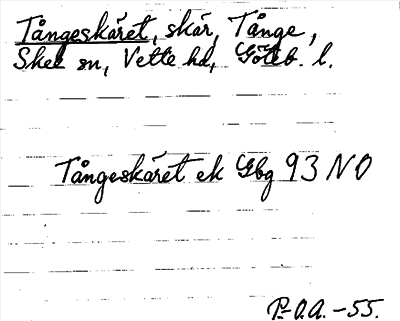 Tångeskäret, skär, Tånge,
Skee sn, Vette hd, Göteb. l.
Tångeskäret ek Gbg 93 NO
P.-O.A. -55.